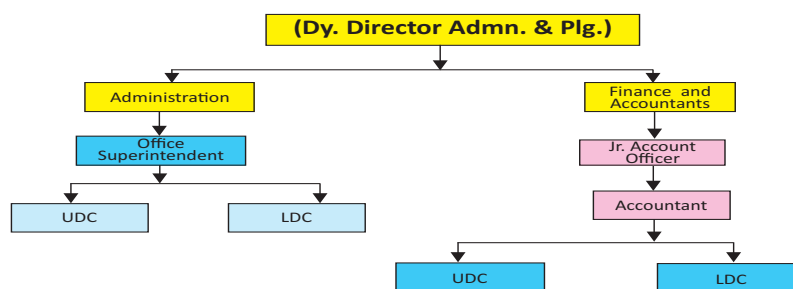 (Dy. Director Admn. & Plg.)
Administration
Finance and
Accountants
Office
Superintendent
Jr. Account
Officer
UDC
LDC
Accountant
UDC
LDC